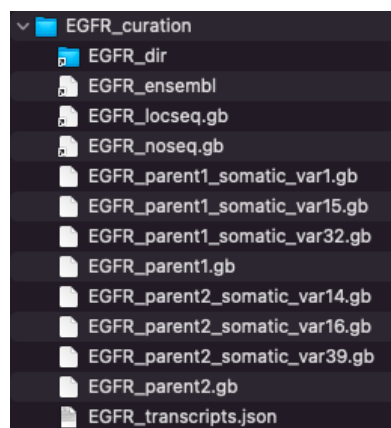 EGFR_curation
EGFR_dir
EGFR_ensembl
EGFR_locseq.gb
EGFR_noseq.gb
EGFR_parent1_somatic_var1.gb
EGFR_parent1_somatic_var15.gb
EGFR_parent1_somatic_var32.gb
EGFR_parent1.gb
EGFR_parent2_somatic_var14.gb
EGFR_parent2_somatic_var16.gb
EGFR_parent2_somatic_var39.gb
EGFR_parent2.gb
EGFR_transcripts.json